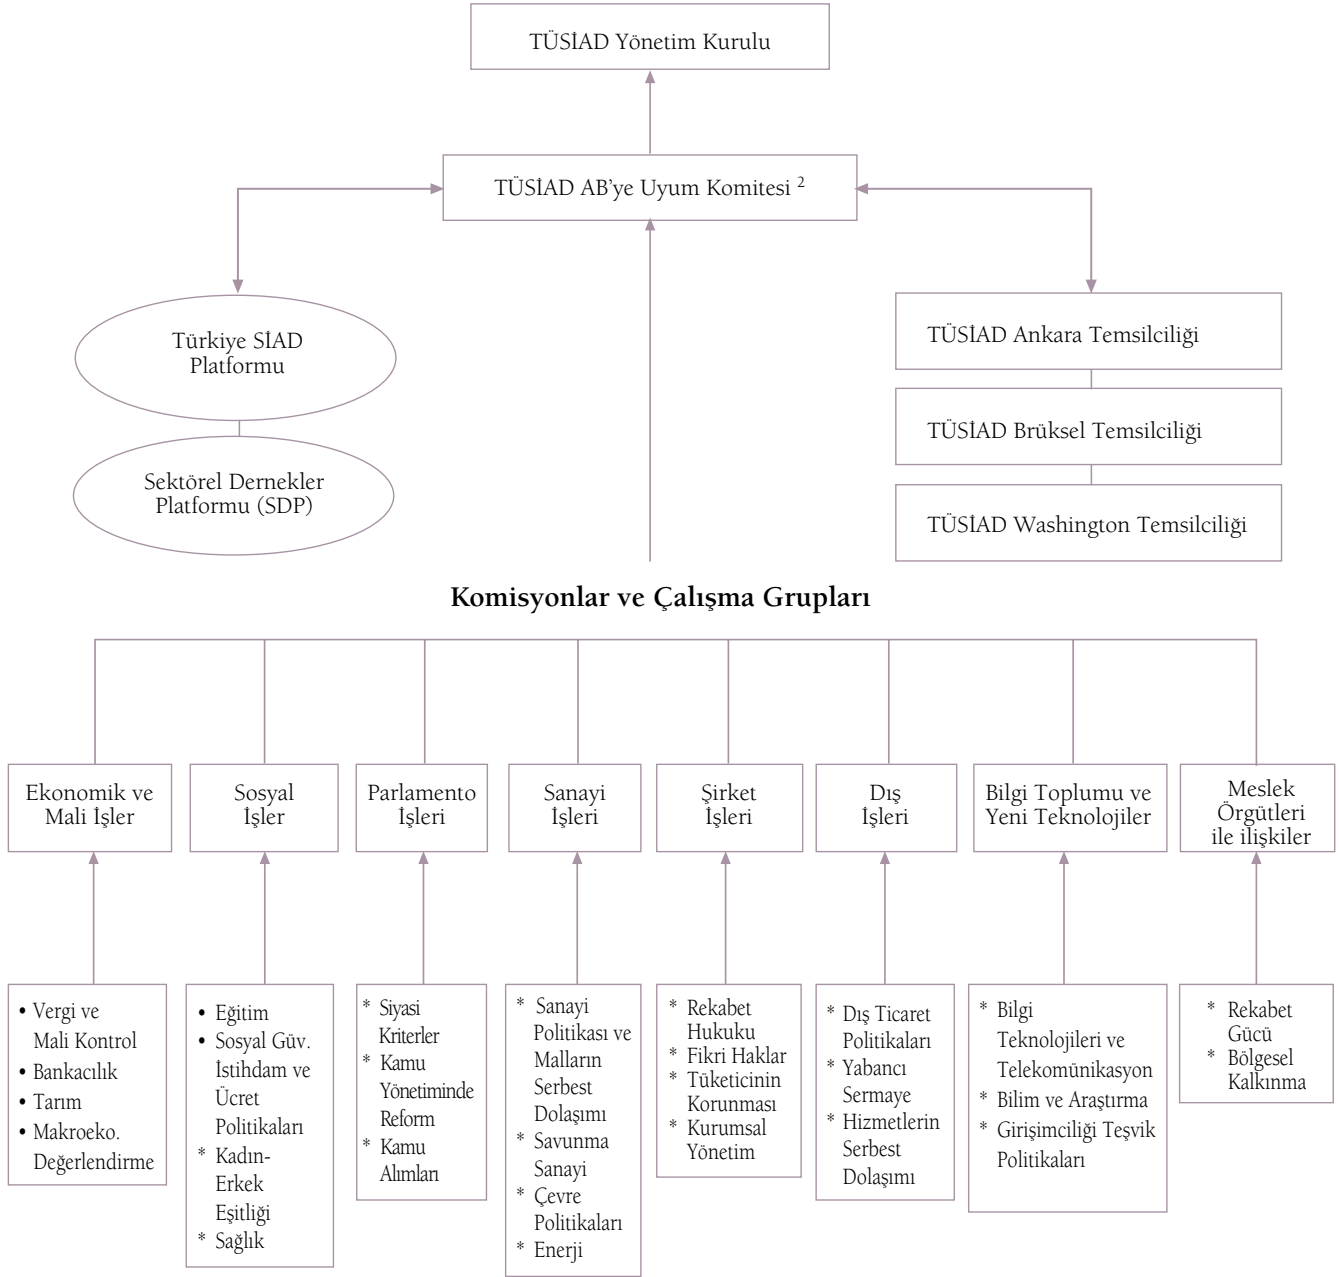 TÜSİAD Yönetim Kurulu
TÜSİAD AB'ye Uyum Komitesi ²
Türkiye SİAD
Platformu
Sektörel Dernekler
Platformu (SDP)
TÜSİAD Ankara Temsilciliği
TÜSİAD Brüksel Temsilciliği
TÜSİAD Washington Temsilciliği
Komisyonlar ve Çalışma Grupları
Ekonomik ve
Mali İşler
Sosyal
İşler
Parlamento
İşleri
Sanayi
İşleri
Şirket
İşleri
Dış
İşleri
Bilgi Toplumu ve
Yeni Teknolojiler
Meslek
Örgütleri
ile ilişkiler
• Vergi ve
Mali Kontrol
• Bankacılık
• Tarım
• Makroeko.
Değerlendirme
• Eğitim
• Sosyal Güv.
İstihdam ve
Ücret
Politikaları
* Kadın-
Erkek
Eşitliği
* Sağlık
* Siyasi
Kriterler
* Kamu
Yönetiminde
Reform
* Kamu
Alımları
* Sanayi
Politikası ve
Malların
Serbest
Dolaşımı
* Savunma
Sanayi
* Çevre
Politikaları
* Enerji
* Rekabet
Hukuku
* Fikri Haklar
* Tüketicinin
Korunması
* Kurumsal
Yönetim
* Dış Ticaret
Politikaları
* Yabancı
Sermaye
* Hizmetlerin
Serbest
Dolaşımı
* Bilgi
Teknolojileri ve
Telekomünikasyon
* Bilim ve Araştırma
* Girişimciliği Teşvik
Politikaları
* Rekabet
Gücü
* Bölgesel
Kalkınma